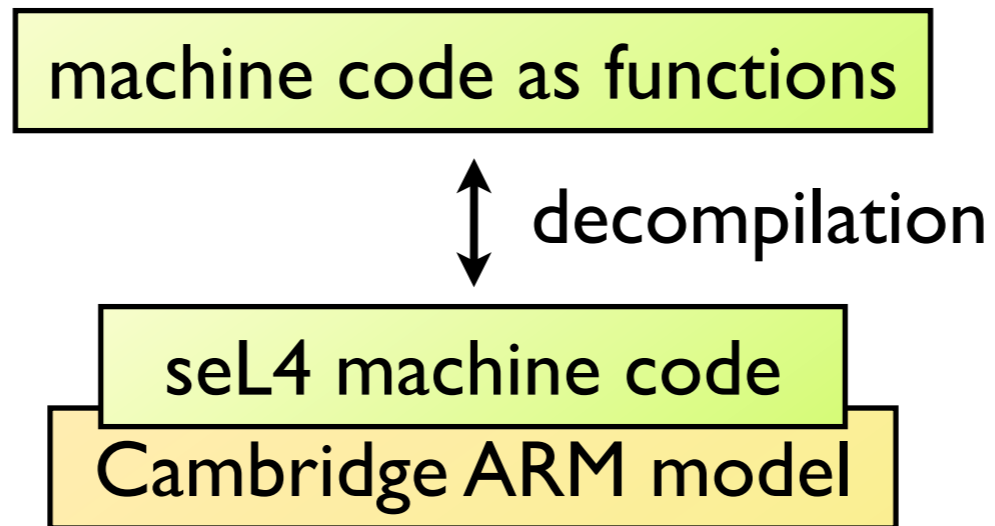 machine code as functions
decompilation
seL4 machine code
Cambridge ARM model